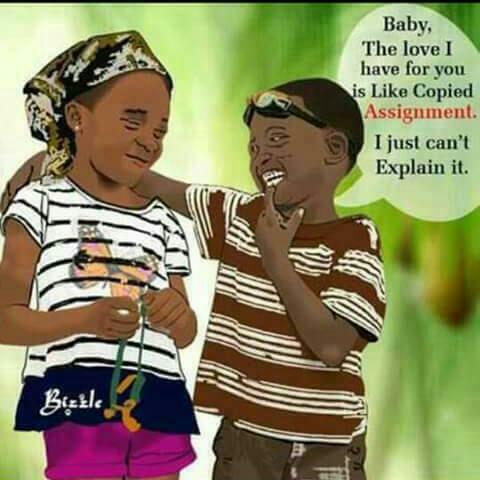 Baby,
The love I
have for you
is Like Copied
Assignment.
I just can't
Explain it.
Bizzle